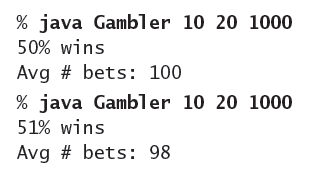 % java Gambler 10 20 1000
50% wins
Avg # bets: 100
% java Gambler 10 20 1000
51% wins
Avg # bets: 98